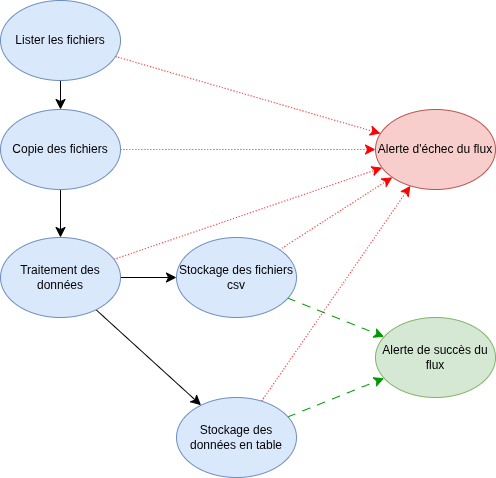 Lister les fichiers
Copie des fichiers
Alerte d'échec du flux
Traitement des
données
Stockage des fichiers
csv
Alerte de succès du
flux
Stockage des
données en table